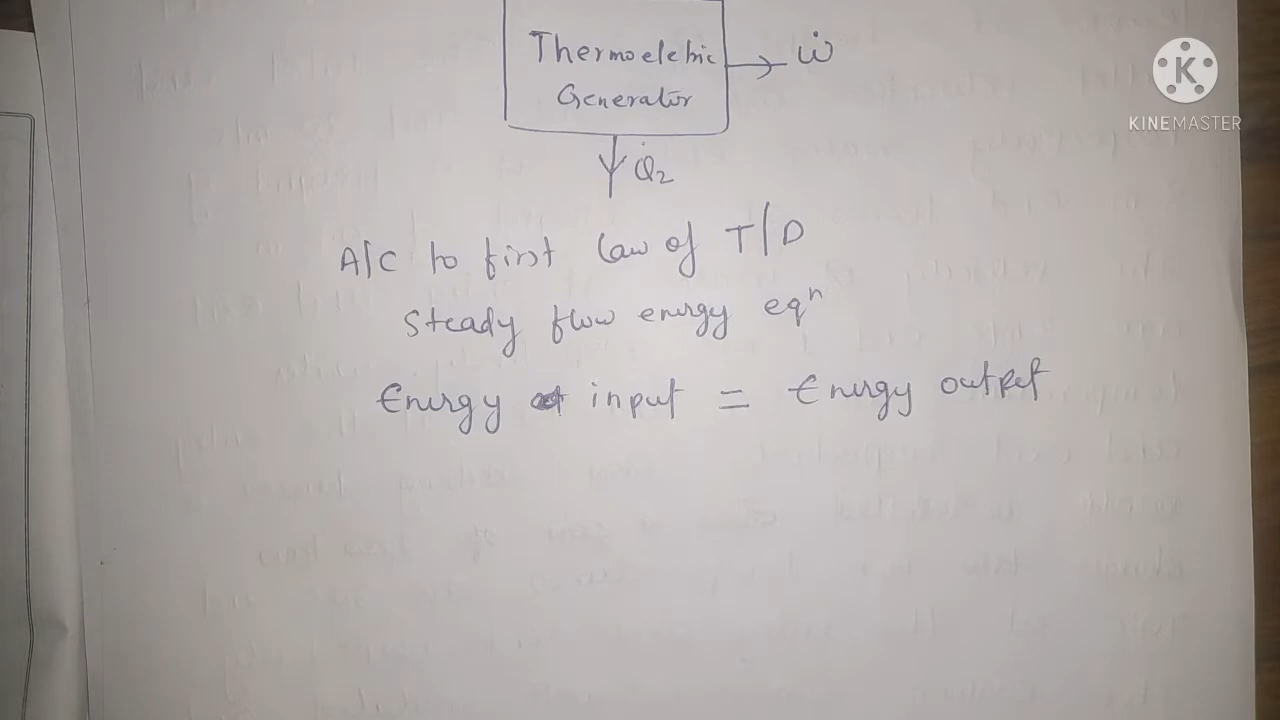 Thermoelectric → Ẇ
Generator
Q̇₂
A/C to first law of T/D
Steady flow energy eqⁿ
Energy input = Energy output
K
KINEMASTER